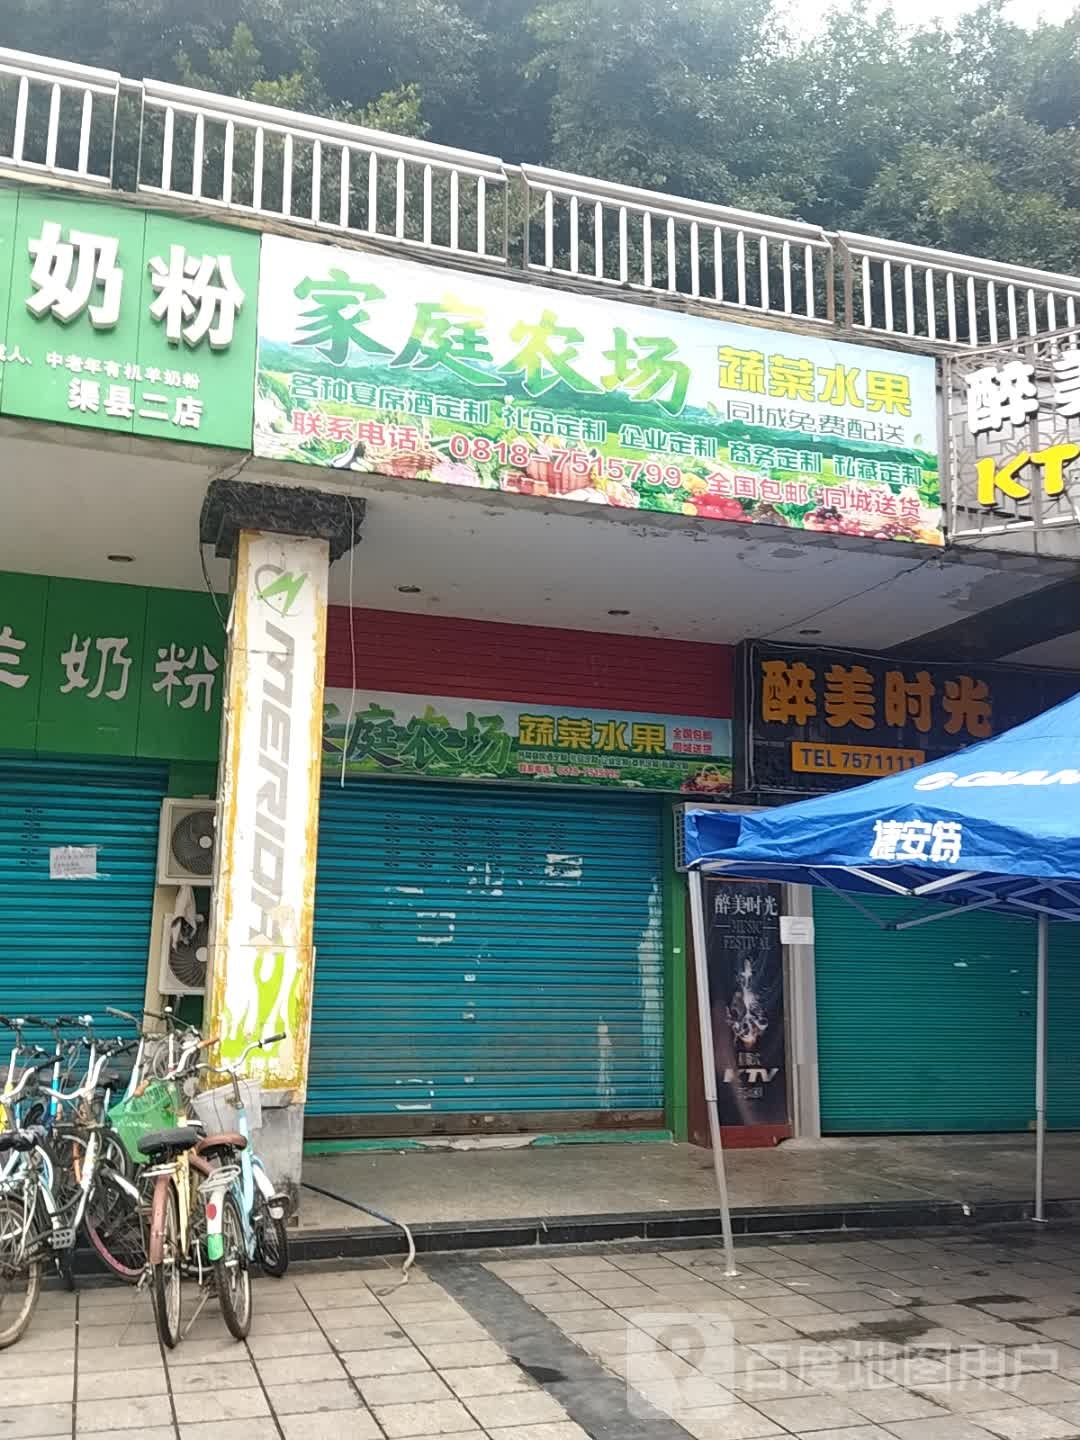 奶粉
人、中老年有机羊奶粉
渠县二店
家庭农场 蔬菜水果
同城免费配送
各种宴席酒定制 礼品定制 企业定制 商务定制 私藏定制
联系电话：0818-7515799 全国包邮 同城送货
醉美
KT
羊奶粉
MERIDA
家庭农场 蔬菜水果 全国包邮
同城送货
醉美时光
TEL 7571111
捷安特
醉美时光
MUSIC
FESTIVAL
KTV
百度地图用户